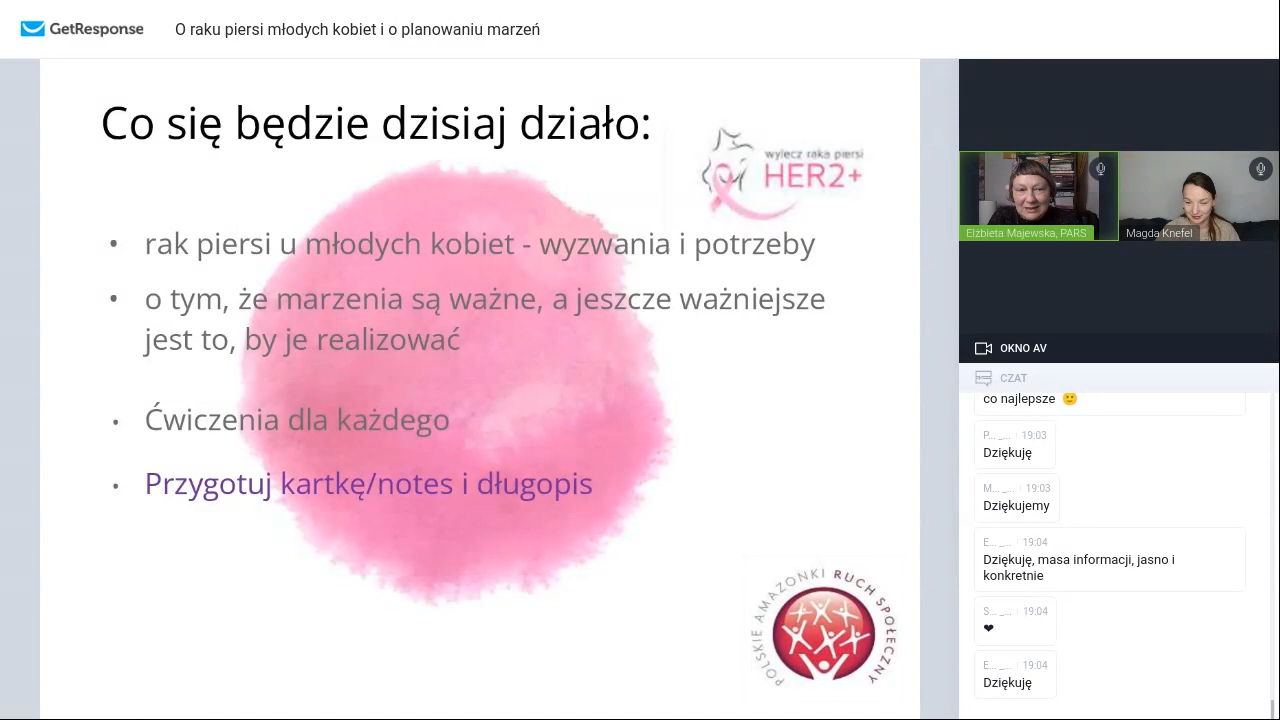 GetResponse
O raku piersi młodych kobiet i o planowaniu marzeń
Co się będzie dzisiaj działo:
wylecz raka piersi
HER2+
• rak piersi u młodych kobiet - wyzwania i potrzeby
• o tym, że marzenia są ważne, a jeszcze ważniejsze
jest to, by je realizować
• Ćwiczenia dla każdego
• Przygotuj kartkę/notes i długopis
POLSKIE AMAZONKI RUCH SPOŁECZNY
Elżbieta Majewska, PARS
Magda Knefel
OKNO AV
CZAT
co najlepsze 🙂
P... _... 19:03
Dziękuję
M... _... 19:03
Dziękujemy
E... _... 19:04
Dziękuję, masa informacji, jasno i
konkretnie
S... _... 19:04
❤
E... _... 19:04
Dziękuję